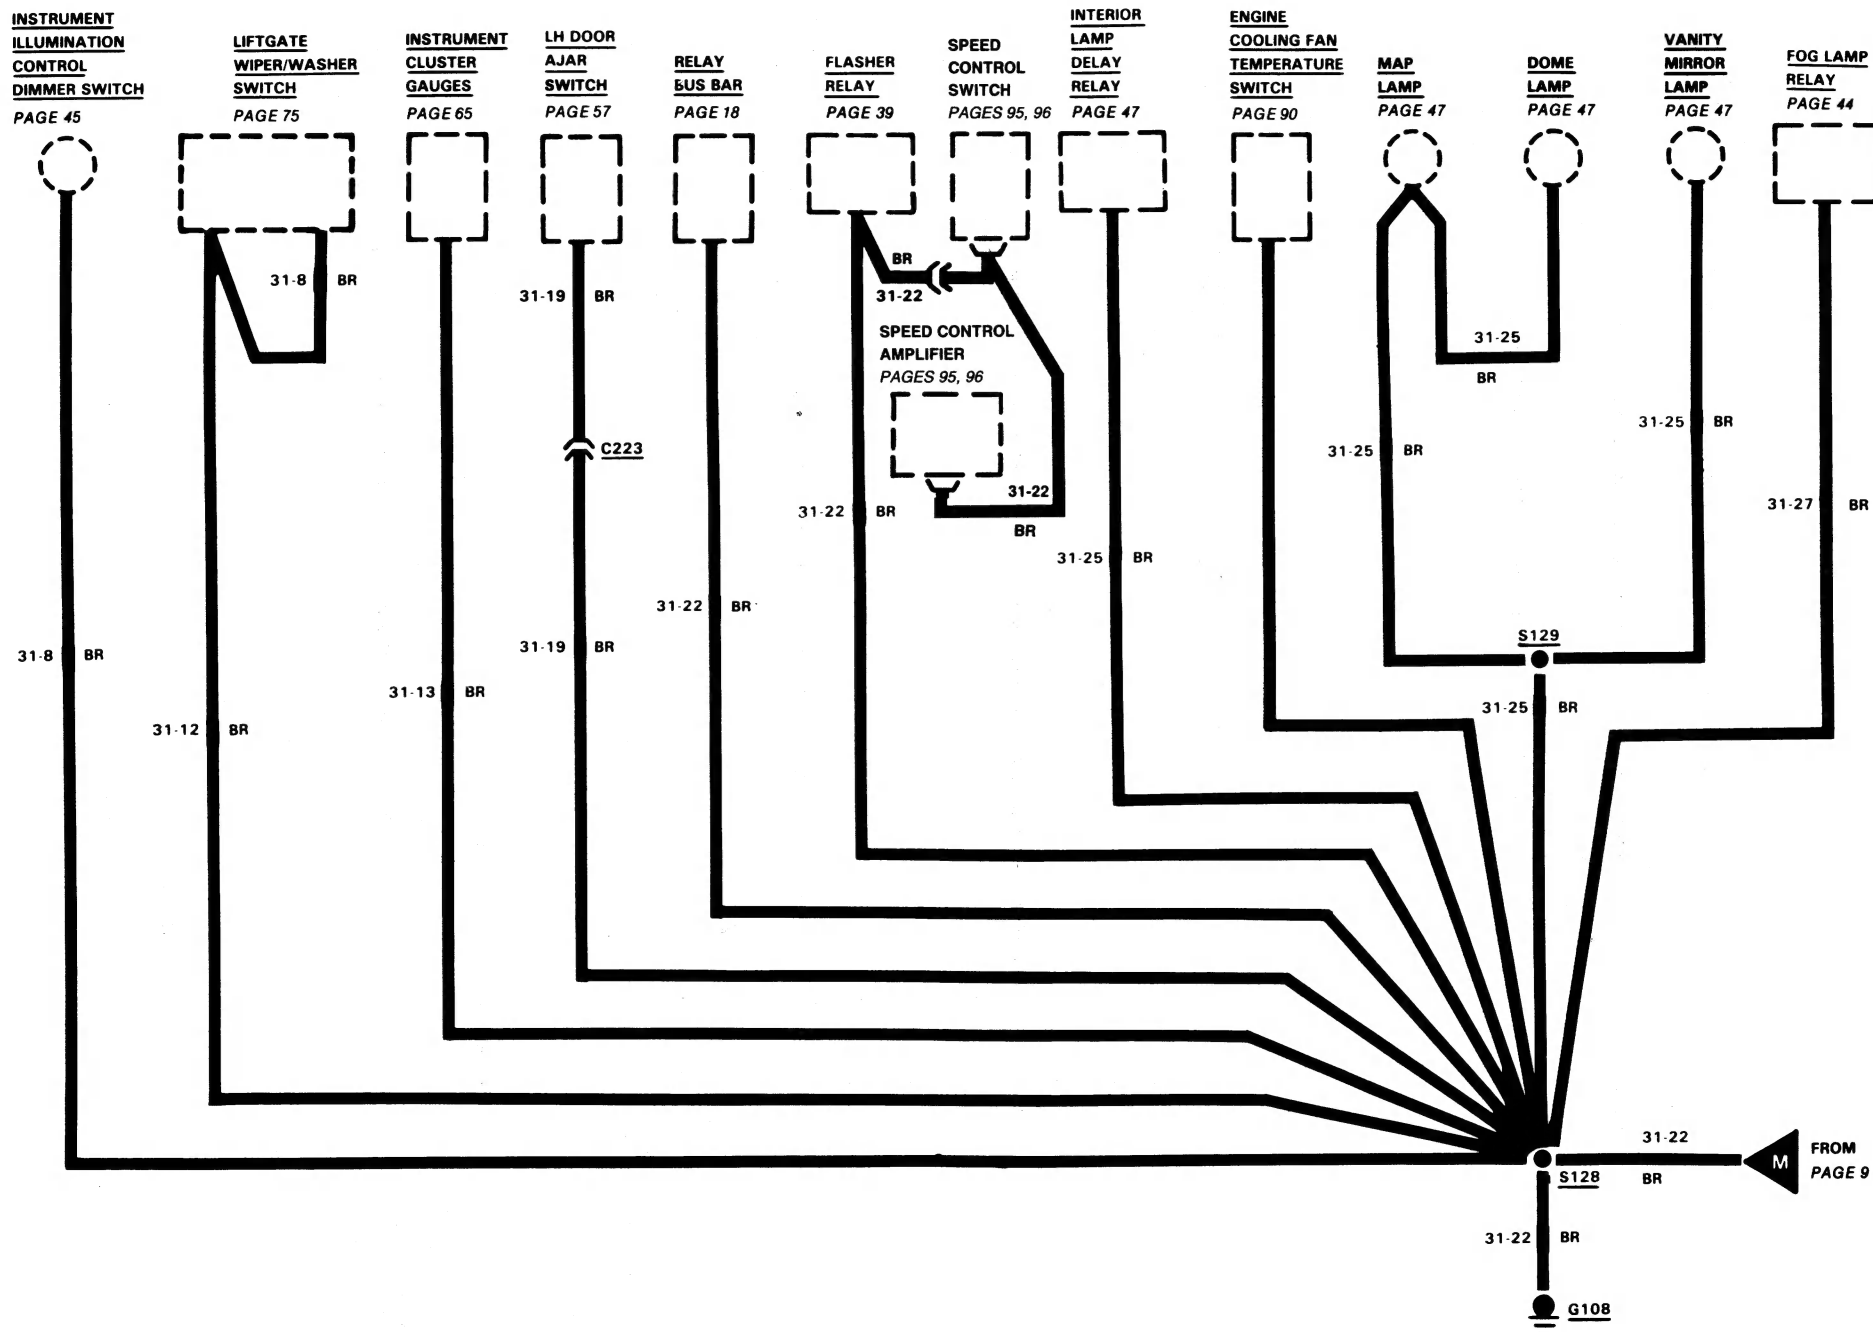 INSTRUMENT
ILLUMINATION
CONTROL
DIMMER SWITCH
PAGE 45
LIFTGATE
WIPER/WASHER
SWITCH
PAGE 75
INSTRUMENT
CLUSTER
GAUGES
PAGE 65
LH DOOR
AJAR
SWITCH
PAGE 57
RELAY
BUS BAR
PAGE 18
FLASHER
RELAY
PAGE 39
SPEED
CONTROL
SWITCH
PAGES 95, 96
INTERIOR
LAMP
DELAY
RELAY
PAGE 47
ENGINE
COOLING FAN
TEMPERATURE
SWITCH
PAGE 90
MAP
LAMP
PAGE 47
DOME
LAMP
PAGE 47
VANITY
MIRROR
LAMP
PAGE 47
FOG LAMP
RELAY
PAGE 44
31-8 BR
31-19 BR
BR
31-22
SPEED CONTROL
AMPLIFIER
PAGES 95, 96
31-25
BR
C223
31-22
BR
31-22 BR
31-25 BR
31-25 BR
31-25 BR
31-27 BR
31-22 BR
31-19 BR
31-8 BR
31-13 BR
31-12 BR
S129
31-25 BR
31-22
BR
M
FROM
PAGE 9
S128
31-22 BR
G108